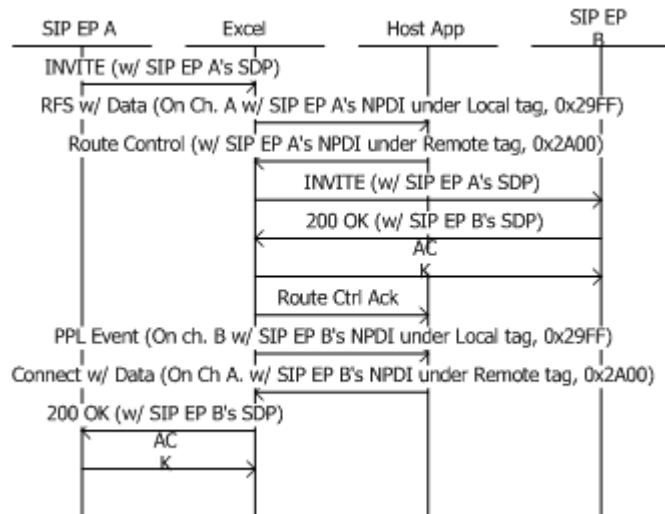 SIP EP A Excel Host App SIP EP
B
INVITE (w/ SIP EP A's SDP)
RFS w/ Data (On Ch. A w/ SIP EP A's NPDI under Local tag, 0x29FF)
Route Control (w/ SIP EP A's NPDI under Remote tag, 0x2A00)
INVITE (w/ SIP EP A's SDP)
200 OK (w/ SIP EP B's SDP)
AC
K
Route Ctrl Ack
PPL Event (On ch. B w/ SIP EP B's NPDI under Local tag, 0x29FF)
Connect w/ Data (On Ch A. w/ SIP EP B's NPDI under Remote tag, 0x2A00)
200 OK (w/ SIP EP B's SDP)
AC
K